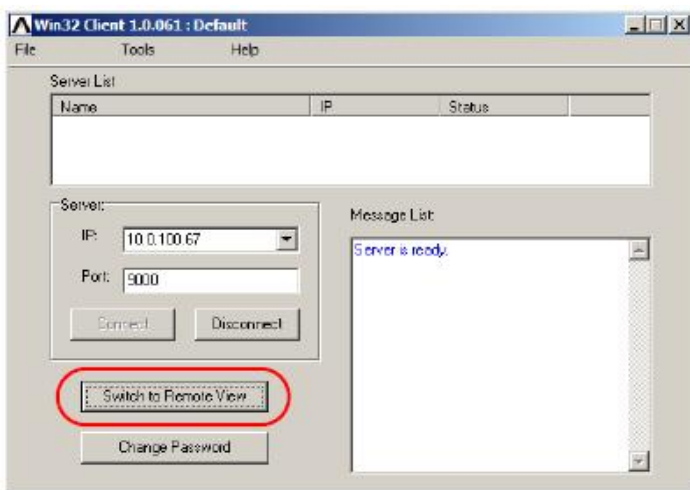 Win32 Client 1.0.061 : Default
File Tools Help
Server List
Name IP Status
Server:
IP: 10.0.100.67
Port: 9000
Connect Disconnect
Message List:
Server is ready.
Switch to Remote View
Change Password